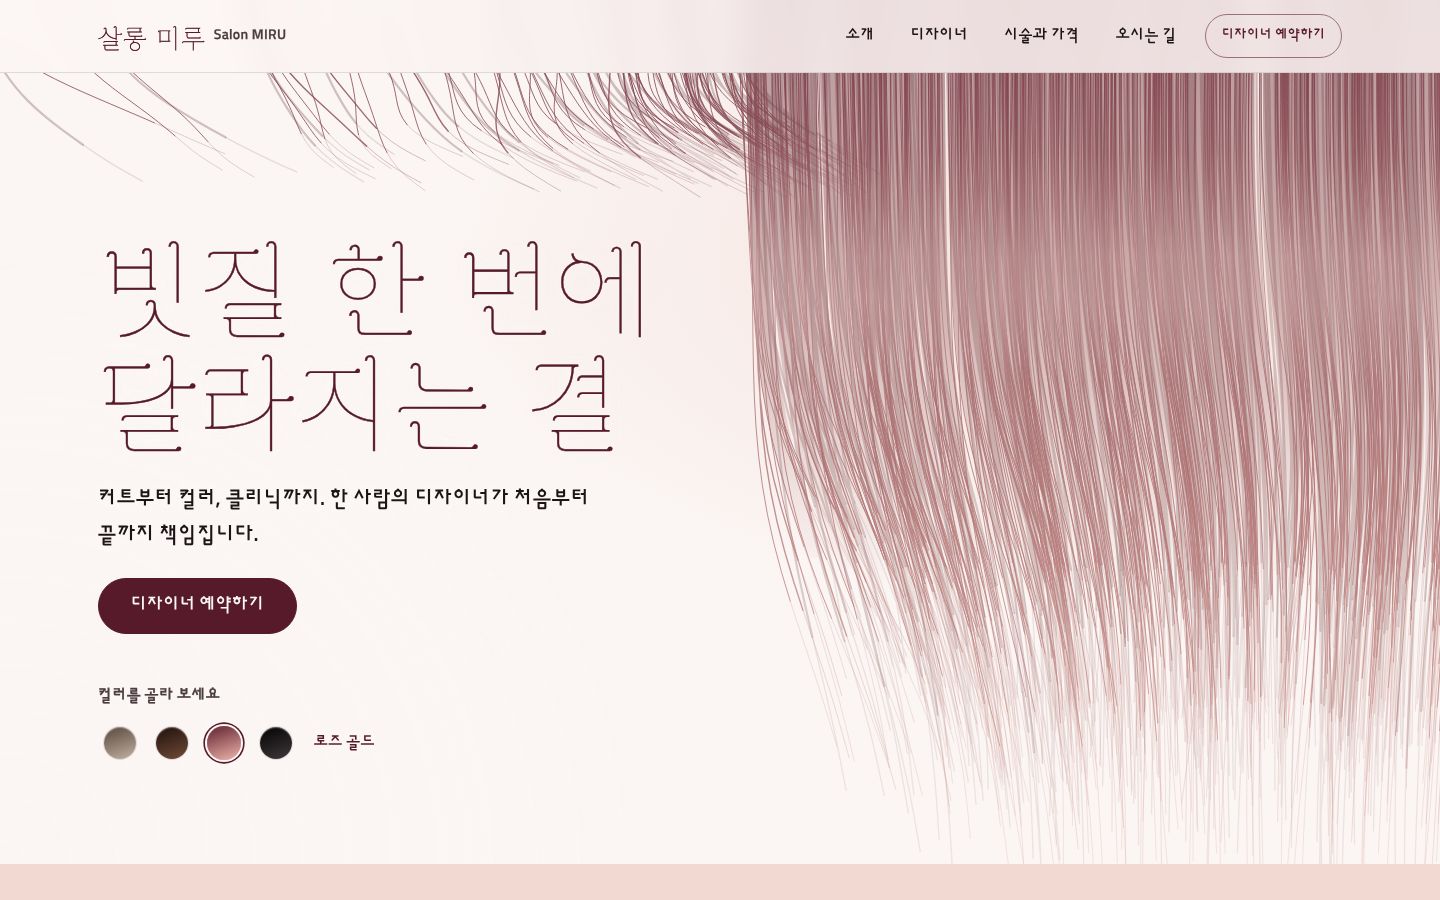 살롱 미루 Salon MIRU
소개 디자이너 시술과 가격 오시는 길 디자이너 예약하기
빗질 한 번에
달라지는 결
커트부터 컬러, 클리닉까지. 한 사람의 디자이너가 처음부터
끝까지 책임집니다.
디자이너 예약하기
컬러를 골라 보세요
로즈 골드